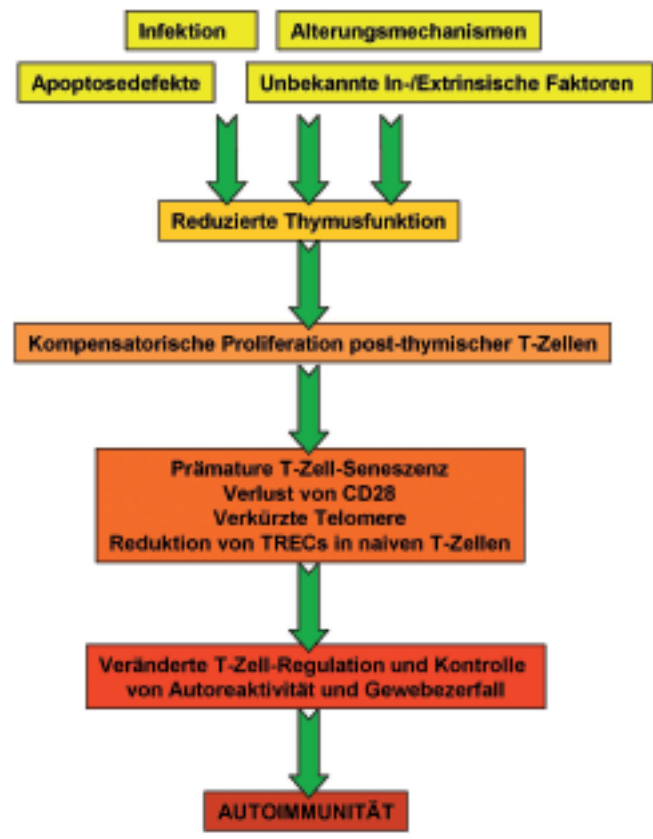 Infektion
Alterungsmechanismen
Apoptosedefekte
Unbekannte In-/Extrinsische Faktoren
Reduzierte Thymusfunktion
Kompensatorische Proliferation post-thymischer T-Zellen
Prämature T-Zell-Seneszenz
Verlust von CD28
Verkürzte Telomere
Reduktion von TRECs in naiven T-Zellen
Veränderte T-Zell-Regulation und Kontrolle
von Autoreaktivität und Gewebezerfall
AUTOIMMUNITÄT